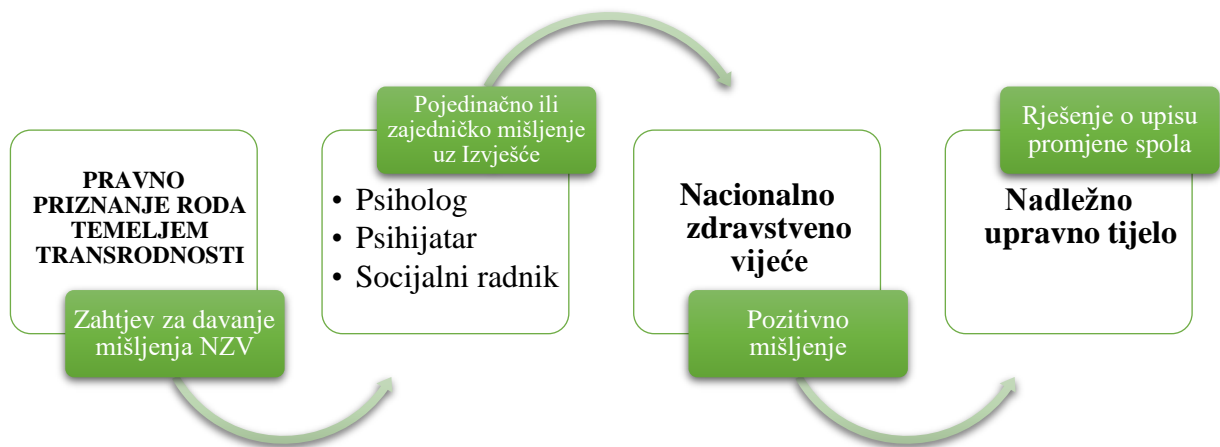 PRAVNO
PRIZNANJE RODA
TEMELJEM
TRANSRODNOSTI
Zahtjev za davanje
mišljenja NZV
Pojedinačno ili
zajedničko mišljenje
uz Izvješće
• Psiholog
• Psihijatar
• Socijalni radnik
Nacionalno
zdravstveno
vijeće
Pozitivno
mišljenje
Rješenje o upisu
promjene spola
Nadležno
upravno tijelo